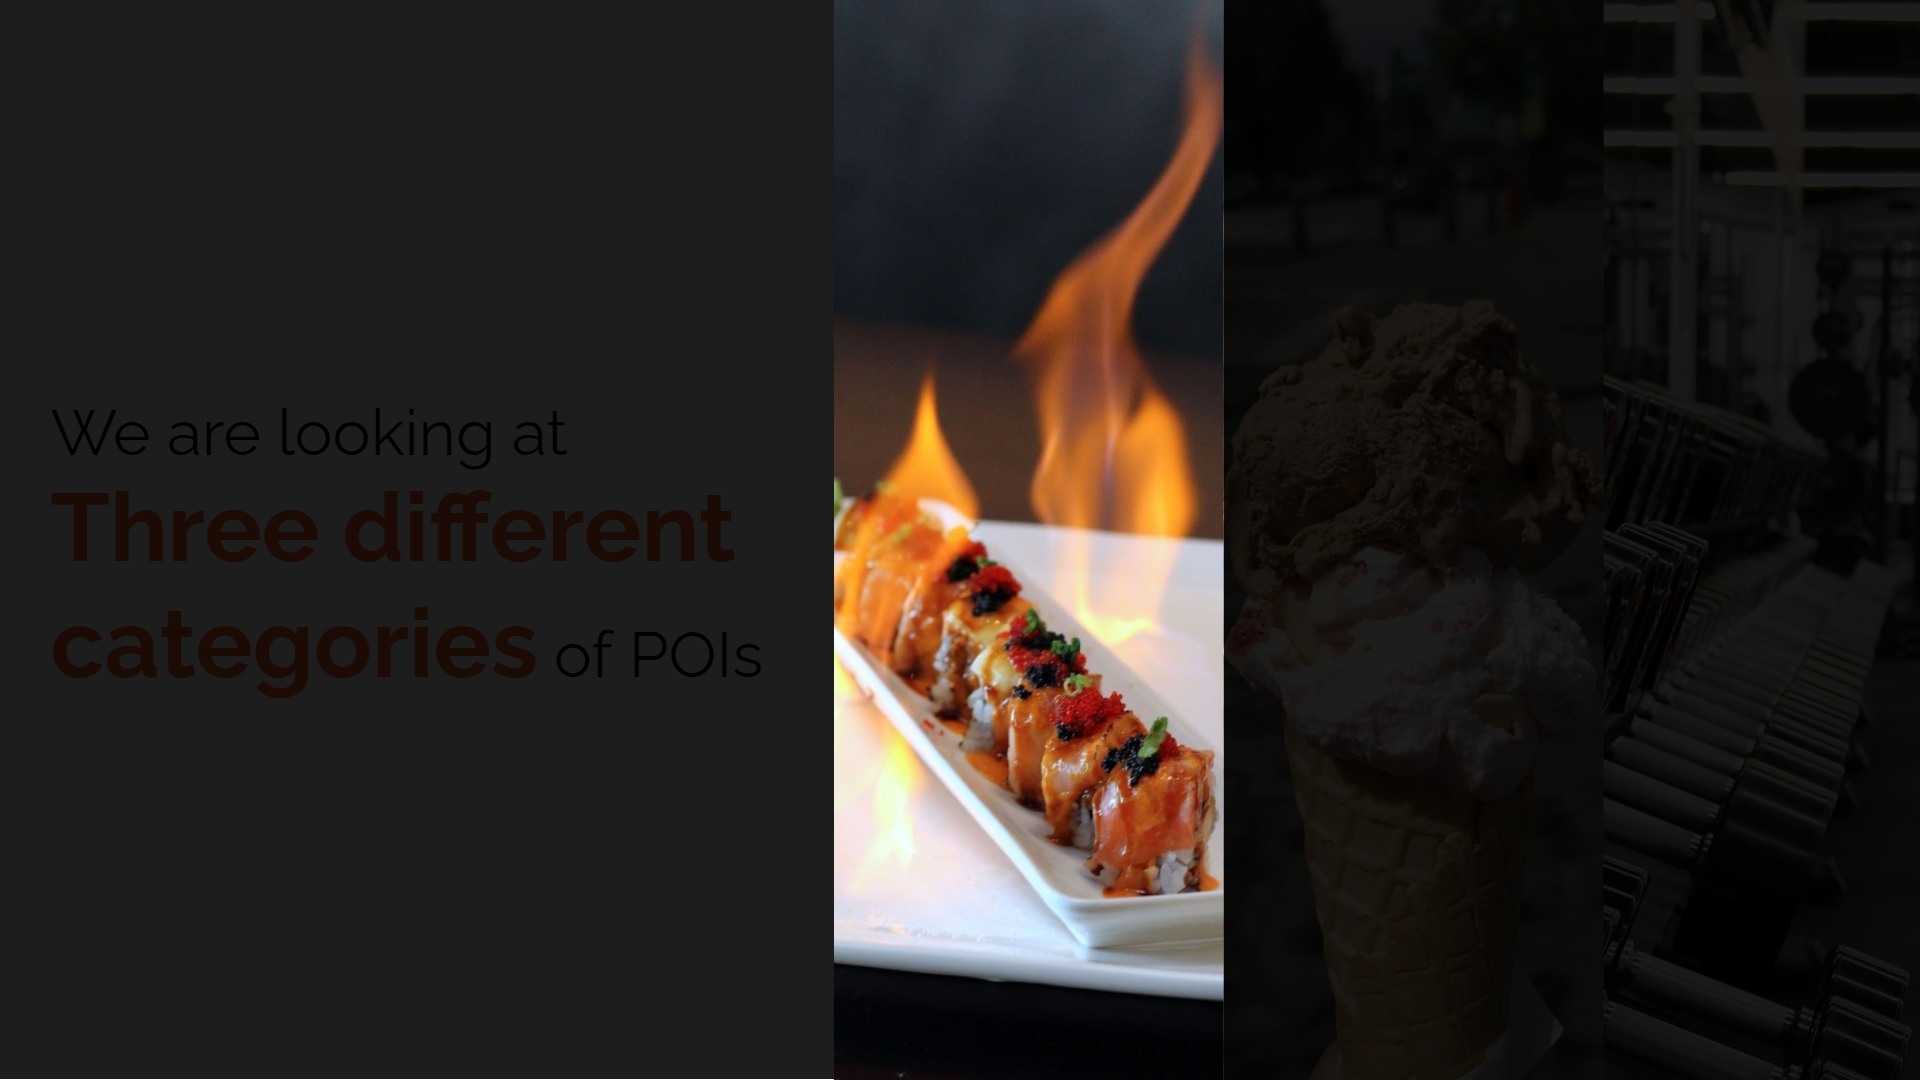 We are looking at
Three different
categories of POIs